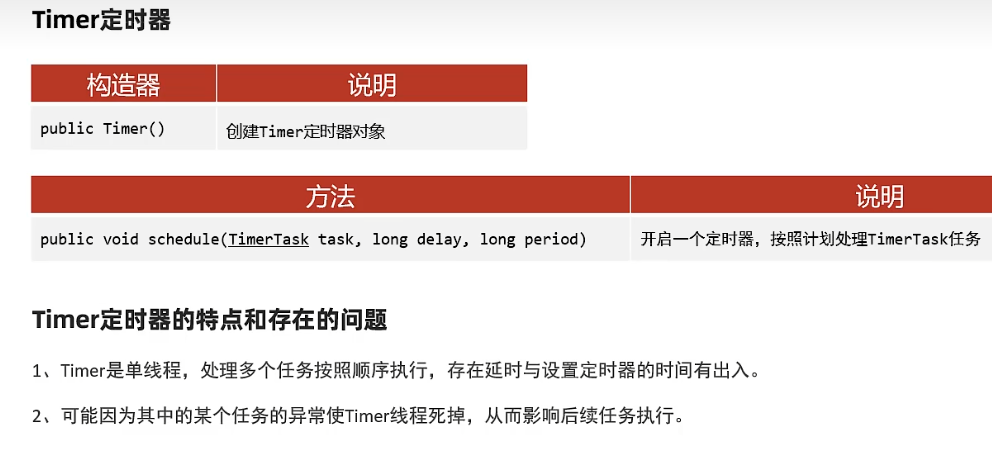 Timer定时器
构造器 说明
public Timer() 创建Timer定时器对象
方法 说明
public void schedule(TimerTask task, long delay, long period) 开启一个定时器，按照计划处理TimerTask任务
Timer定时器的特点和存在的问题
1、Timer是单线程，处理多个任务按照顺序执行，存在延时与设置定时器的时间有出入。
2、可能因为其中的某个任务的异常使Timer线程死掉，从而影响后续任务执行。